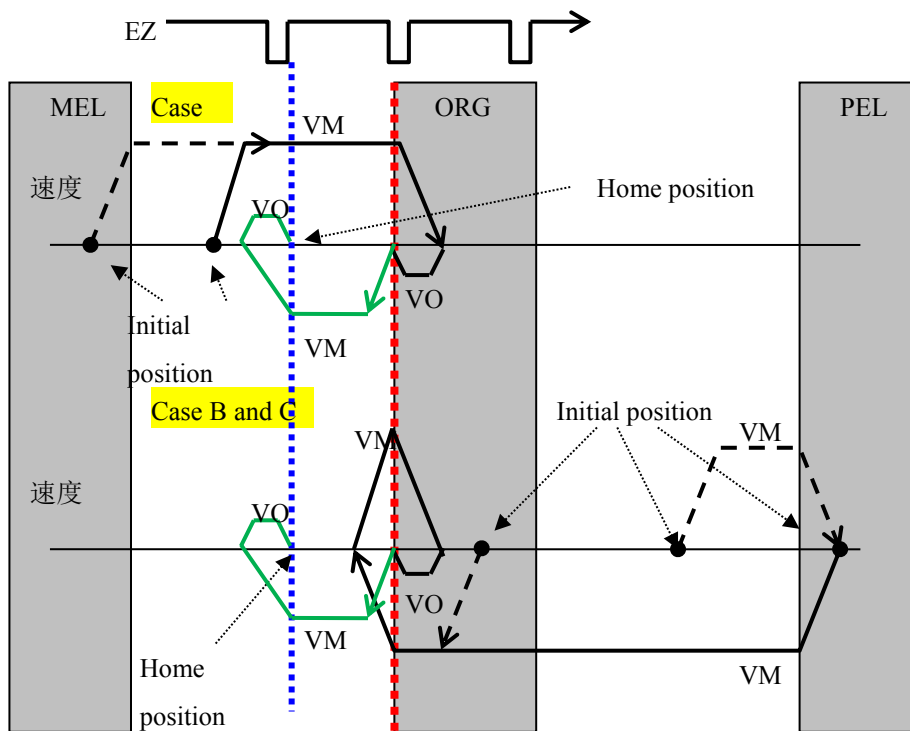 EZ
MEL
Case
VM
ORG
PEL
速度
VO
Home position
VO
Initial
position
VM
Case B and C
Initial position
VM
VM
速度
VO
VO
VM
Home
position
VM